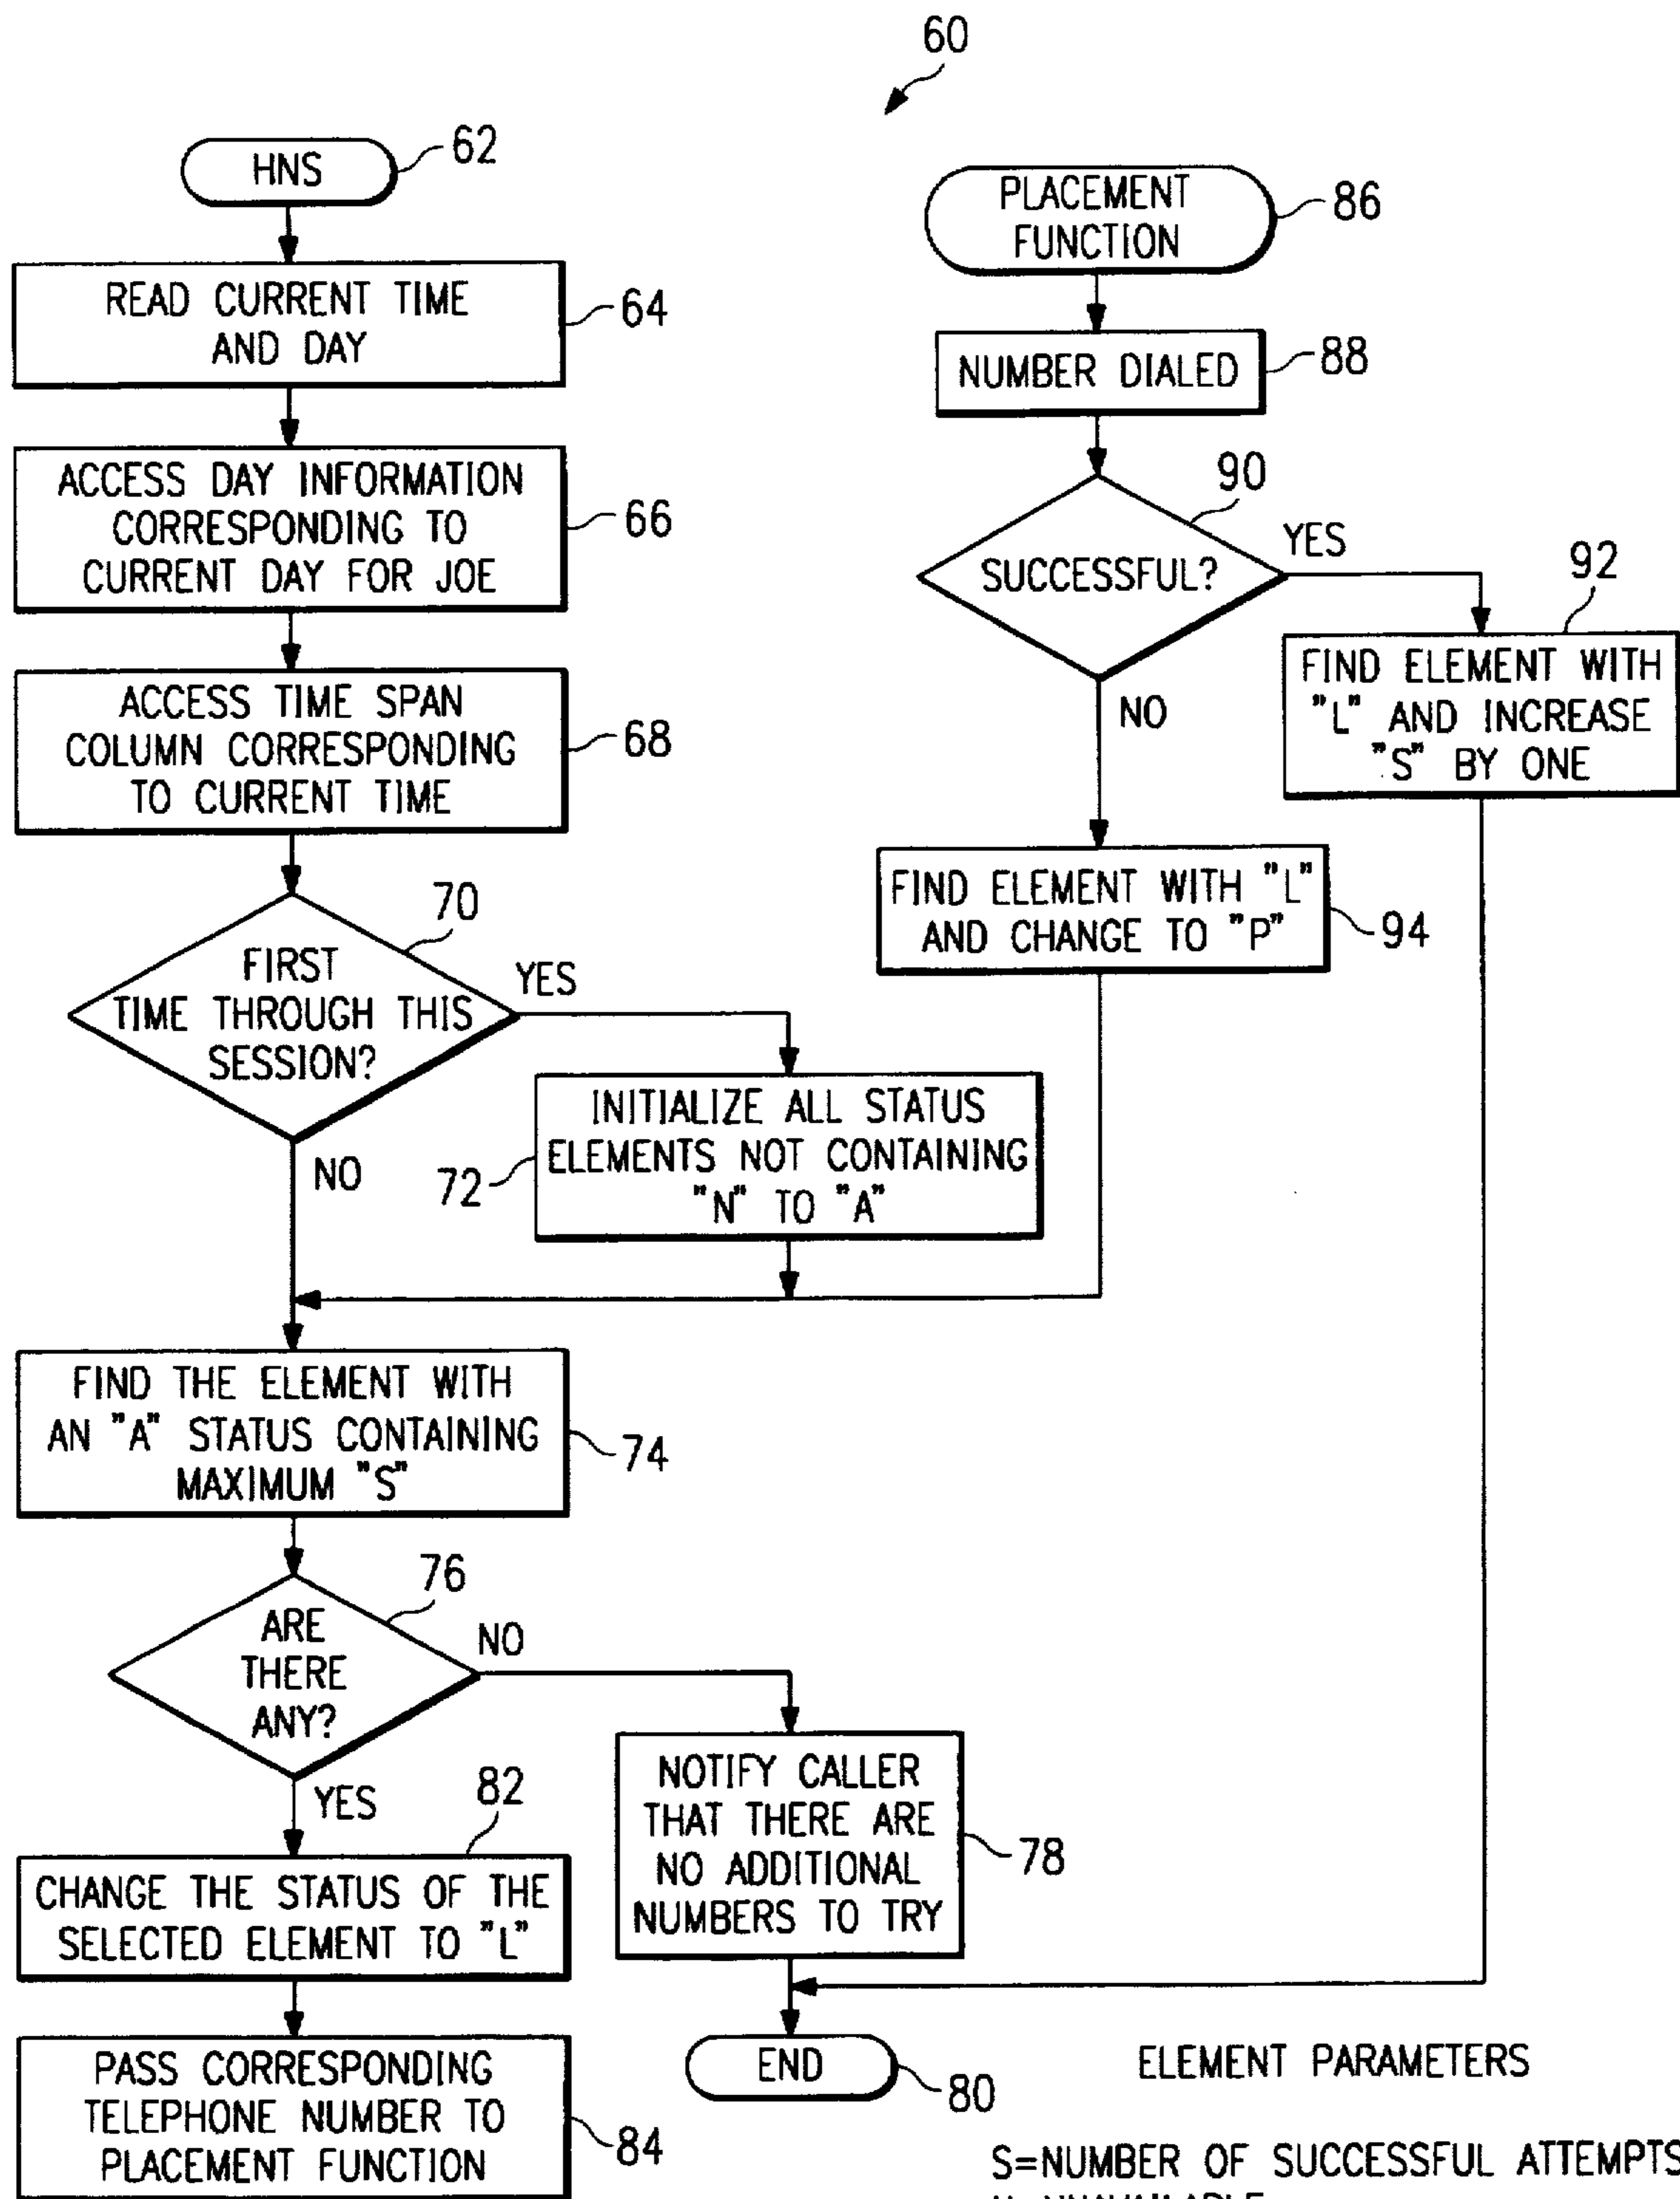 60
HNS
62
READ CURRENT TIME
AND DAY
64
ACCESS DAY INFORMATION
CORRESPONDING TO
CURRENT DAY FOR JOE
66
ACCESS TIME SPAN
COLUMN CORRESPONDING
TO CURRENT TIME
68
70
FIRST
TIME THROUGH THIS
SESSION?
YES
NO
72
INITIALIZE ALL STATUS
ELEMENTS NOT CONTAINING
"N" TO "A"
FIND THE ELEMENT WITH
AN "A" STATUS CONTAINING
MAXIMUM "S"
74
76
ARE
THERE
ANY?
NO
YES
82
CHANGE THE STATUS OF THE
SELECTED ELEMENT TO "L"
NOTIFY CALLER
THAT THERE ARE
NO ADDITIONAL
NUMBERS TO TRY
78
PASS CORRESPONDING
TELEPHONE NUMBER TO
PLACEMENT FUNCTION
84
END
80
PLACEMENT
FUNCTION
86
NUMBER DIALED
88
90
SUCCESSFUL?
YES
NO
92
FIND ELEMENT WITH
"L" AND INCREASE
"S" BY ONE
FIND ELEMENT WITH "L"
AND CHANGE TO "P"
94
ELEMENT PARAMETERS
S=NUMBER OF SUCCESSFUL ATTEMPTS